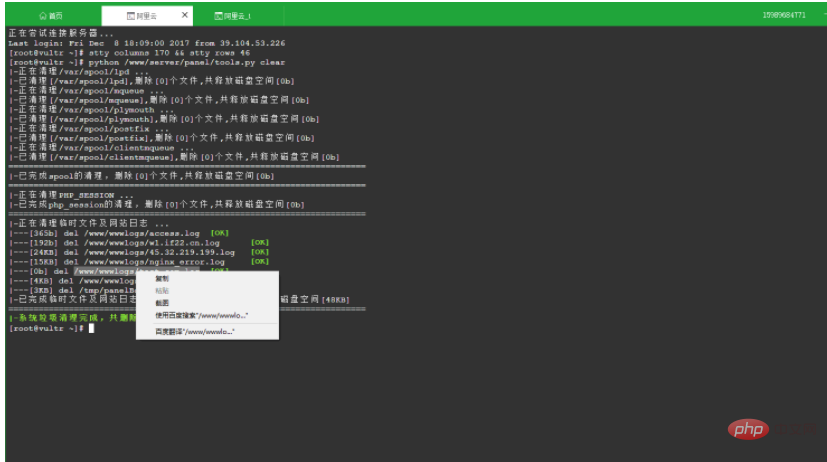 首页
阿里云 ×
阿里云_1
15989684771
正在尝试连接服务器...
Last login: Fri Dec  8 18:09:00 2017 from 39.104.53.226
[root@vultr ~]# stty columns 170 && stty rows 46
[root@vultr ~]# python /www/server/panel/tools.py clear
|-正在清理/var/spool/lpd ...
|-已清理[/var/spool/lpd],删除[0]个文件,共释放磁盘空间[0b]
|-正在清理/var/spool/mqueue ...
|-已清理[/var/spool/mqueue],删除[0]个文件,共释放磁盘空间[0b]
|-正在清理/var/spool/plymouth ...
|-已清理[/var/spool/plymouth],删除[0]个文件,共释放磁盘空间[0b]
|-正在清理/var/spool/postfix ...
|-已清理[/var/spool/postfix],删除[0]个文件,共释放磁盘空间[0b]
|-正在清理/var/spool/clientmqueue ...
|-已清理[/var/spool/clientmqueue],删除[0]个文件,共释放磁盘空间[0b]
|-已完成spool的清理，删除[0]个文件,共释放磁盘空间[0b]
|-正在清理PHP_SESSION ...
|-已完成php_session的清理，删除[0]个文件,共释放磁盘空间[0b]
|-正在清理临时文件及网站日志 ...
|---[365b] del /www/wwwlogs/access.log [OK]
|---[192b] del /www/wwwlogs/w1.if22.cn.log [OK]
|---[24KB] del /www/wwwlogs/45.32.219.199.log [OK]
|---[15KB] del /www/wwwlogs/nginx_error.log [OK]
|---[0b] del /www/wwwlogs/ [OK]
|---[4KB] del /www/wwwlog
|---[3KB] del /tmp/panelB
|-已完成临时文件及网站日志 磁盘空间[48KB]
|-系统垃圾清理完成，共删除
[root@vultr ~]#
复制
粘贴
截图
使用百度搜索"/www/wwwlo..."
百度翻译"/www/wwwlo..."
php